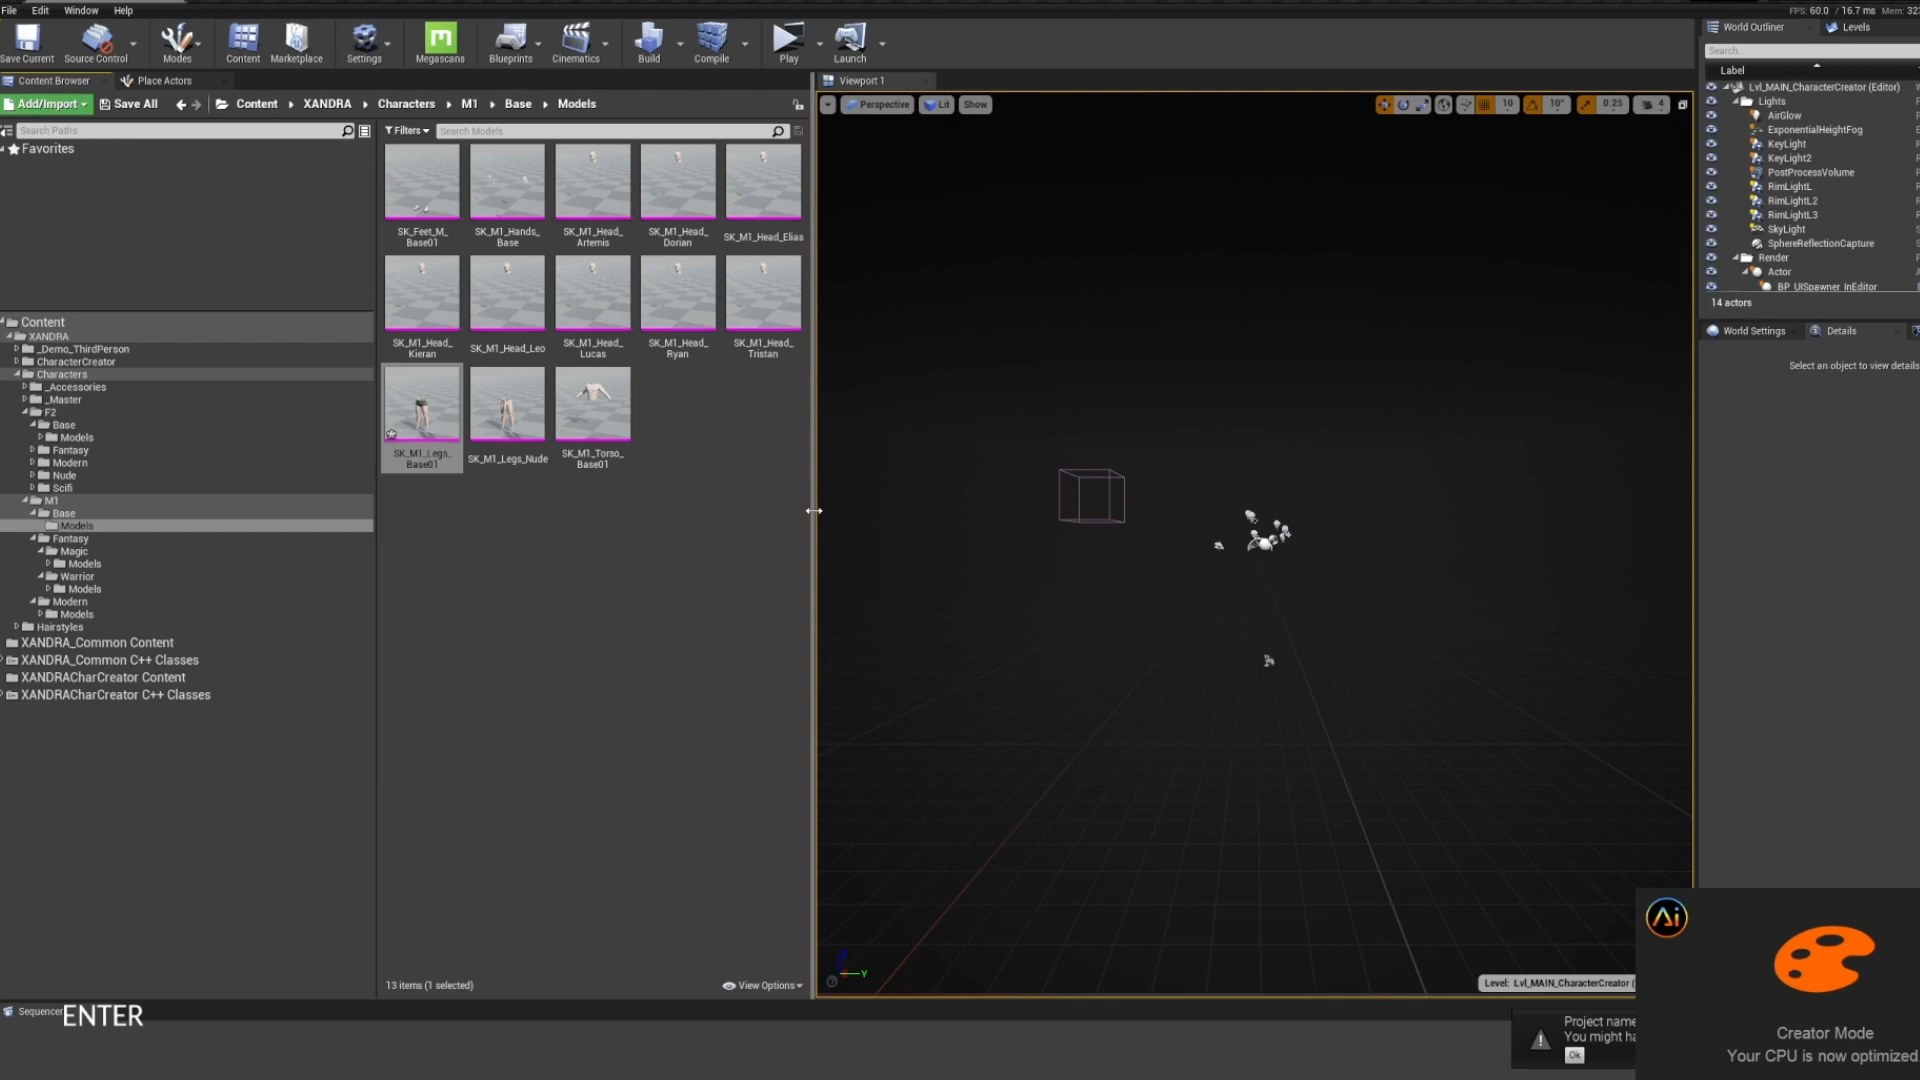 File Edit Window Help
FPS: 60.0 / 16.7 ms Mem: 32
Save Current Source Control Modes Content Marketplace Settings Megascans Blueprints Cinematics Build Compile Play Launch
World Outliner Levels
Content Browser Place Actors
Viewport 1
Search...
Label
Add/Import Save All Content XANDRA Characters M1 Base Models
Perspective Lit Show
10 10° 0.25 4
Search Paths
Filters Search Models
Favorites
Lvl_MAIN_CharacterCreator (Editor)
Lights
AirGlow
ExponentialHeightFog
KeyLight
KeyLight2
PostProcessVolume
RimLightL
RimLightL2
RimLightL3
SkyLight
SphereReflectionCapture
Render
Actor
BP_UISpawner_InEditor
14 actors
World Settings Details
Select an object to view details
SK_Feet_M_
Base01
SK_M1_Hands_
Base
SK_M1_Head_
Artemis
SK_M1_Head_
Dorian
SK_M1_Head_Elias
SK_M1_Head_
Kieran
SK_M1_Head_Leo
SK_M1_Head_
Lucas
SK_M1_Head_
Ryan
SK_M1_Head_
Tristan
SK_M1_Legs_
Base01
SK_M1_Legs_Nude
SK_M1_Torso_
Base01
Content
XANDRA
_Demo_ThirdPerson
CharacterCreator
Characters
_Accessories
_Master
F2
Base
Models
Fantasy
Modern
Nude
Scifi
M1
Base
Models
Fantasy
Magic
Models
Warrior
Models
Modern
Models
Hairstyles
XANDRA_Common Content
XANDRA_Common C++ Classes
XANDRACharCreator Content
XANDRACharCreator C++ Classes
13 items (1 selected)
View Options
Y
Level: Lvl_MAIN_CharacterCreator (
Sequencer
ENTER
Project name
You might ha
Ok
Ai
Creator Mode
Your CPU is now optimized.